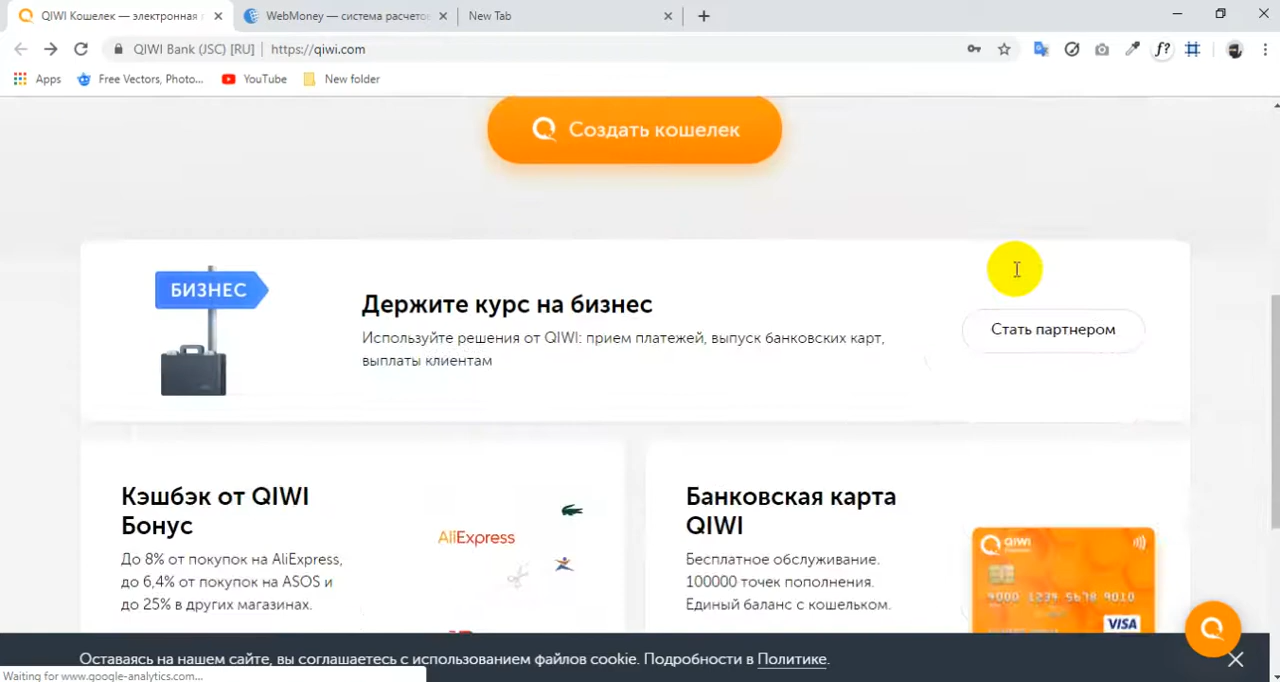 QIWI Кошелек — электронная
WebMoney — система расчето
New Tab
QIWI Bank (JSC) [RU]
https://qiwi.com
f?
Apps
Free Vectors, Photo...
YouTube
New folder
Создать кошелек
БИЗНЕС
Держите курс на бизнес
Используйте решения от QIWI: прием платежей, выпуск банковских карт,
выплаты клиентам
Стать партнером
Кэшбэк от QIWI
Бонус
До 8% от покупок на AliExpress,
до 6,4% от покупок на ASOS и
до 25% в других магазинах.
AliExpress
Банковская карта
QIWI
Бесплатное обслуживание.
100000 точек пополнения.
Единый баланс с кошельком.
QIWI
9000 1234 5678 9010
VISA
Оставаясь на нашем сайте, вы соглашаетесь с использованием файлов cookie. Подробности в Политике.
Waiting for www.google-analytics.com...